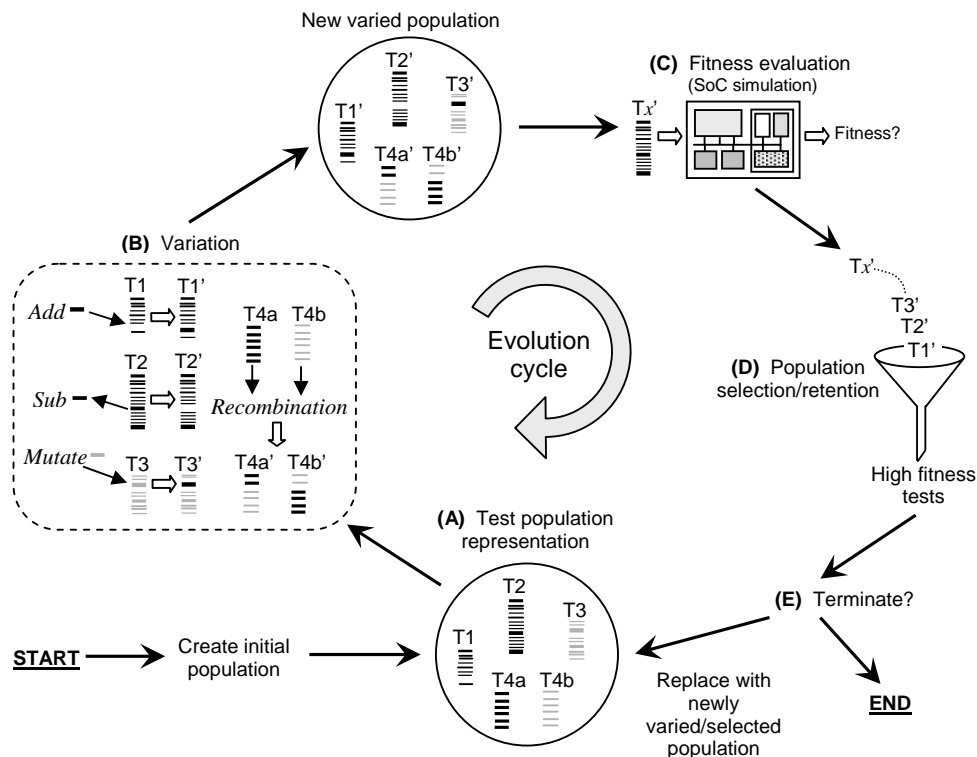 New varied population
T2’
T3’
T1’
T4a’ T4b’
(C) Fitness evaluation
(SoC simulation)
Tx’
Fitness?
(B) Variation
T1 T1’
Add
T2 T2’
Sub
Mutate
T3 T3’
T4a T4b
Recombination
T4a’ T4b’
Evolution
cycle
Tx’
T3’
T2’
T1’
(D) Population
selection/retention
High fitness
tests
(A) Test population
representation
T2
T3
T1
T4a T4b
(E) Terminate?
START
Create initial
population
Replace with
newly
varied/selected
population
END